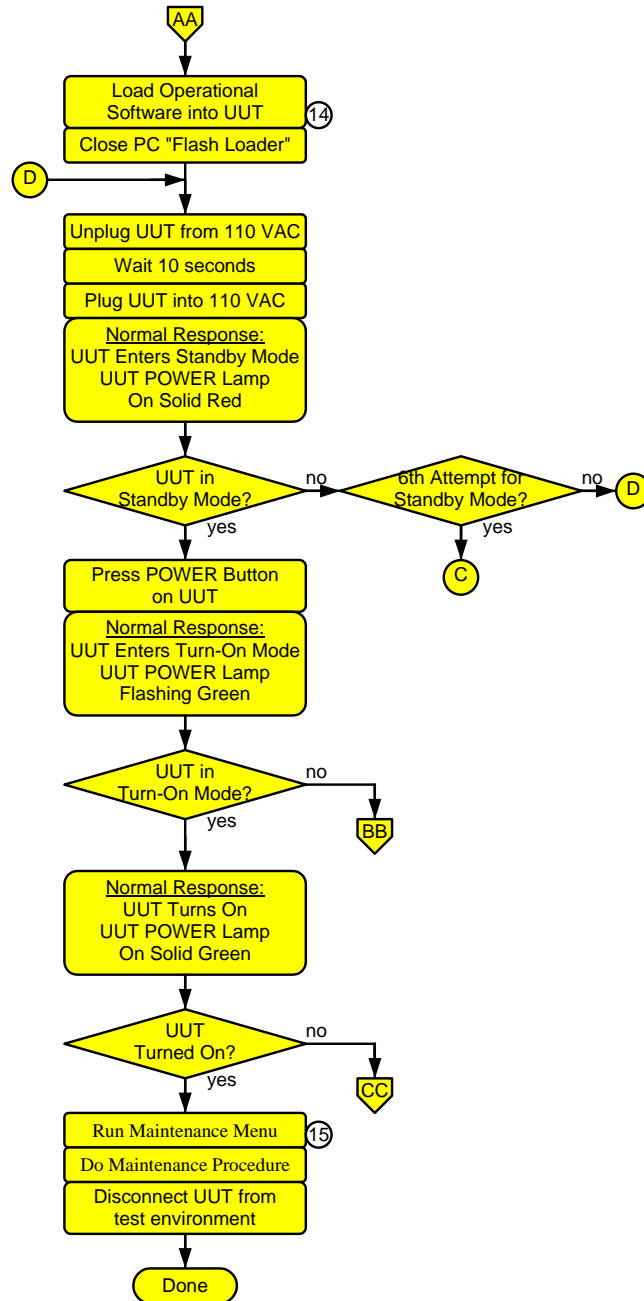 AA
Load Operational
Software into UUT
14
Close PC "Flash Loader"
D
Unplug UUT from 110 VAC
Wait 10 seconds
Plug UUT into 110 VAC
Normal Response:
UUT Enters Standby Mode
UUT POWER Lamp
On Solid Red
UUT in
Standby Mode?
no
yes
6th Attempt for
Standby Mode?
no
D
yes
C
Press POWER Button
on UUT
Normal Response:
UUT Enters Turn-On Mode
UUT POWER Lamp
Flashing Green
UUT in
Turn-On Mode?
no
yes
BB
Normal Response:
UUT Turns On
UUT POWER Lamp
On Solid Green
UUT
Turned On?
no
yes
CC
Run Maintenance Menu
15
Do Maintenance Procedure
Disconnect UUT from
test environment
Done